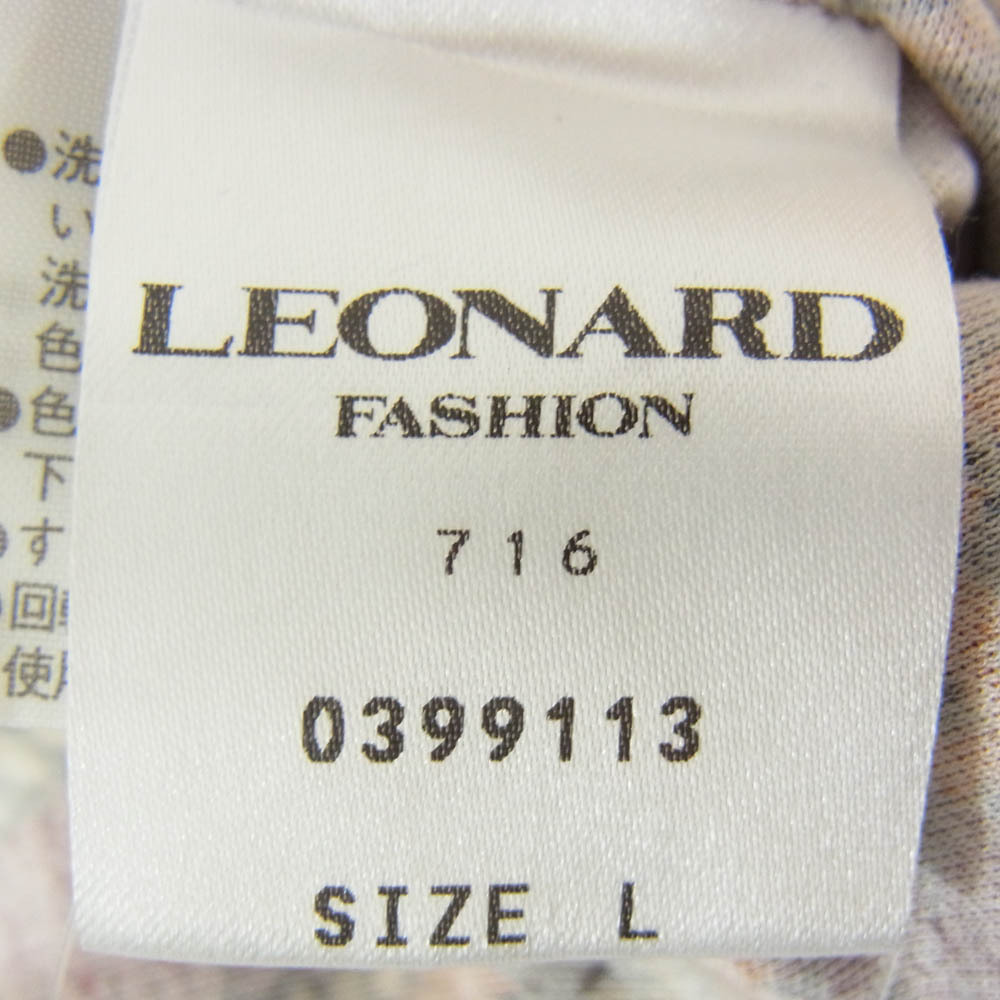 LEONARD
FASHION
716
0399113
SIZE L
●洗
い
洗
色
●色
下
す
回
使